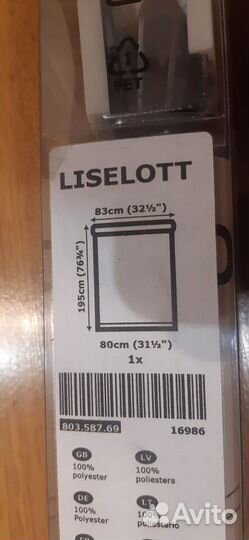 1
PET
LISELOTT
83cm (32½")
195cm (76¾")
80cm (31½")
1x
803.587.69
16986
GB
100%
polyester
LV
100%
poliesters
DE
100%
Polyester
LT
100%
poliesterio
Avito